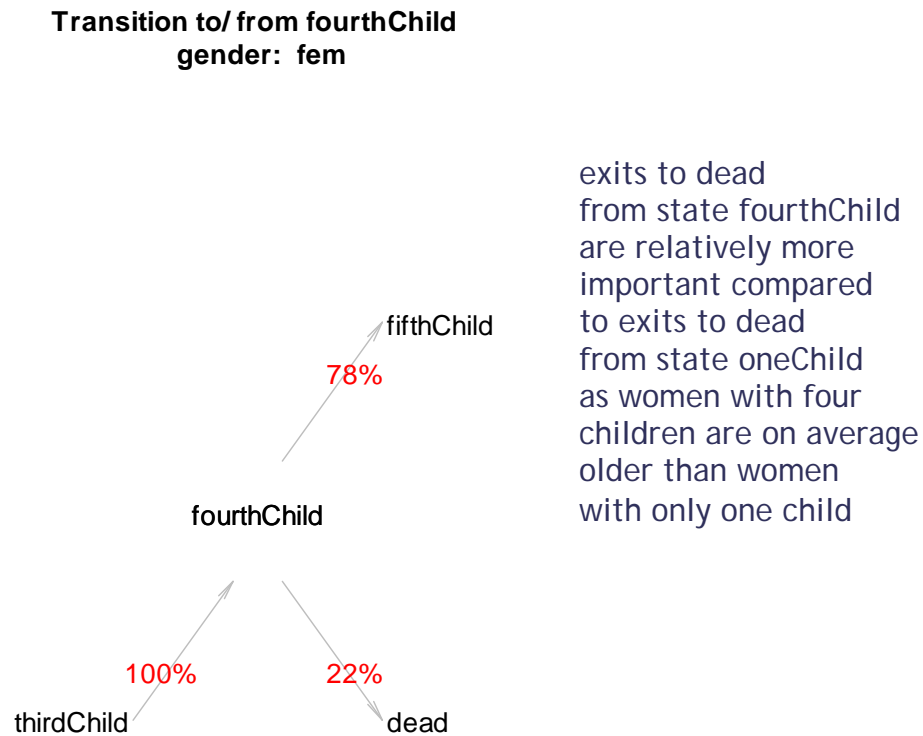 Transition to/ from fourthChild
gender: fem
exits to dead
from state fourthChild
are relatively more
important compared
to exits to dead
from state oneChild
as women with four
children are on average
older than women
with only one child
fifthChild
78%
fourthChild
100%
22%
thirdChild
dead